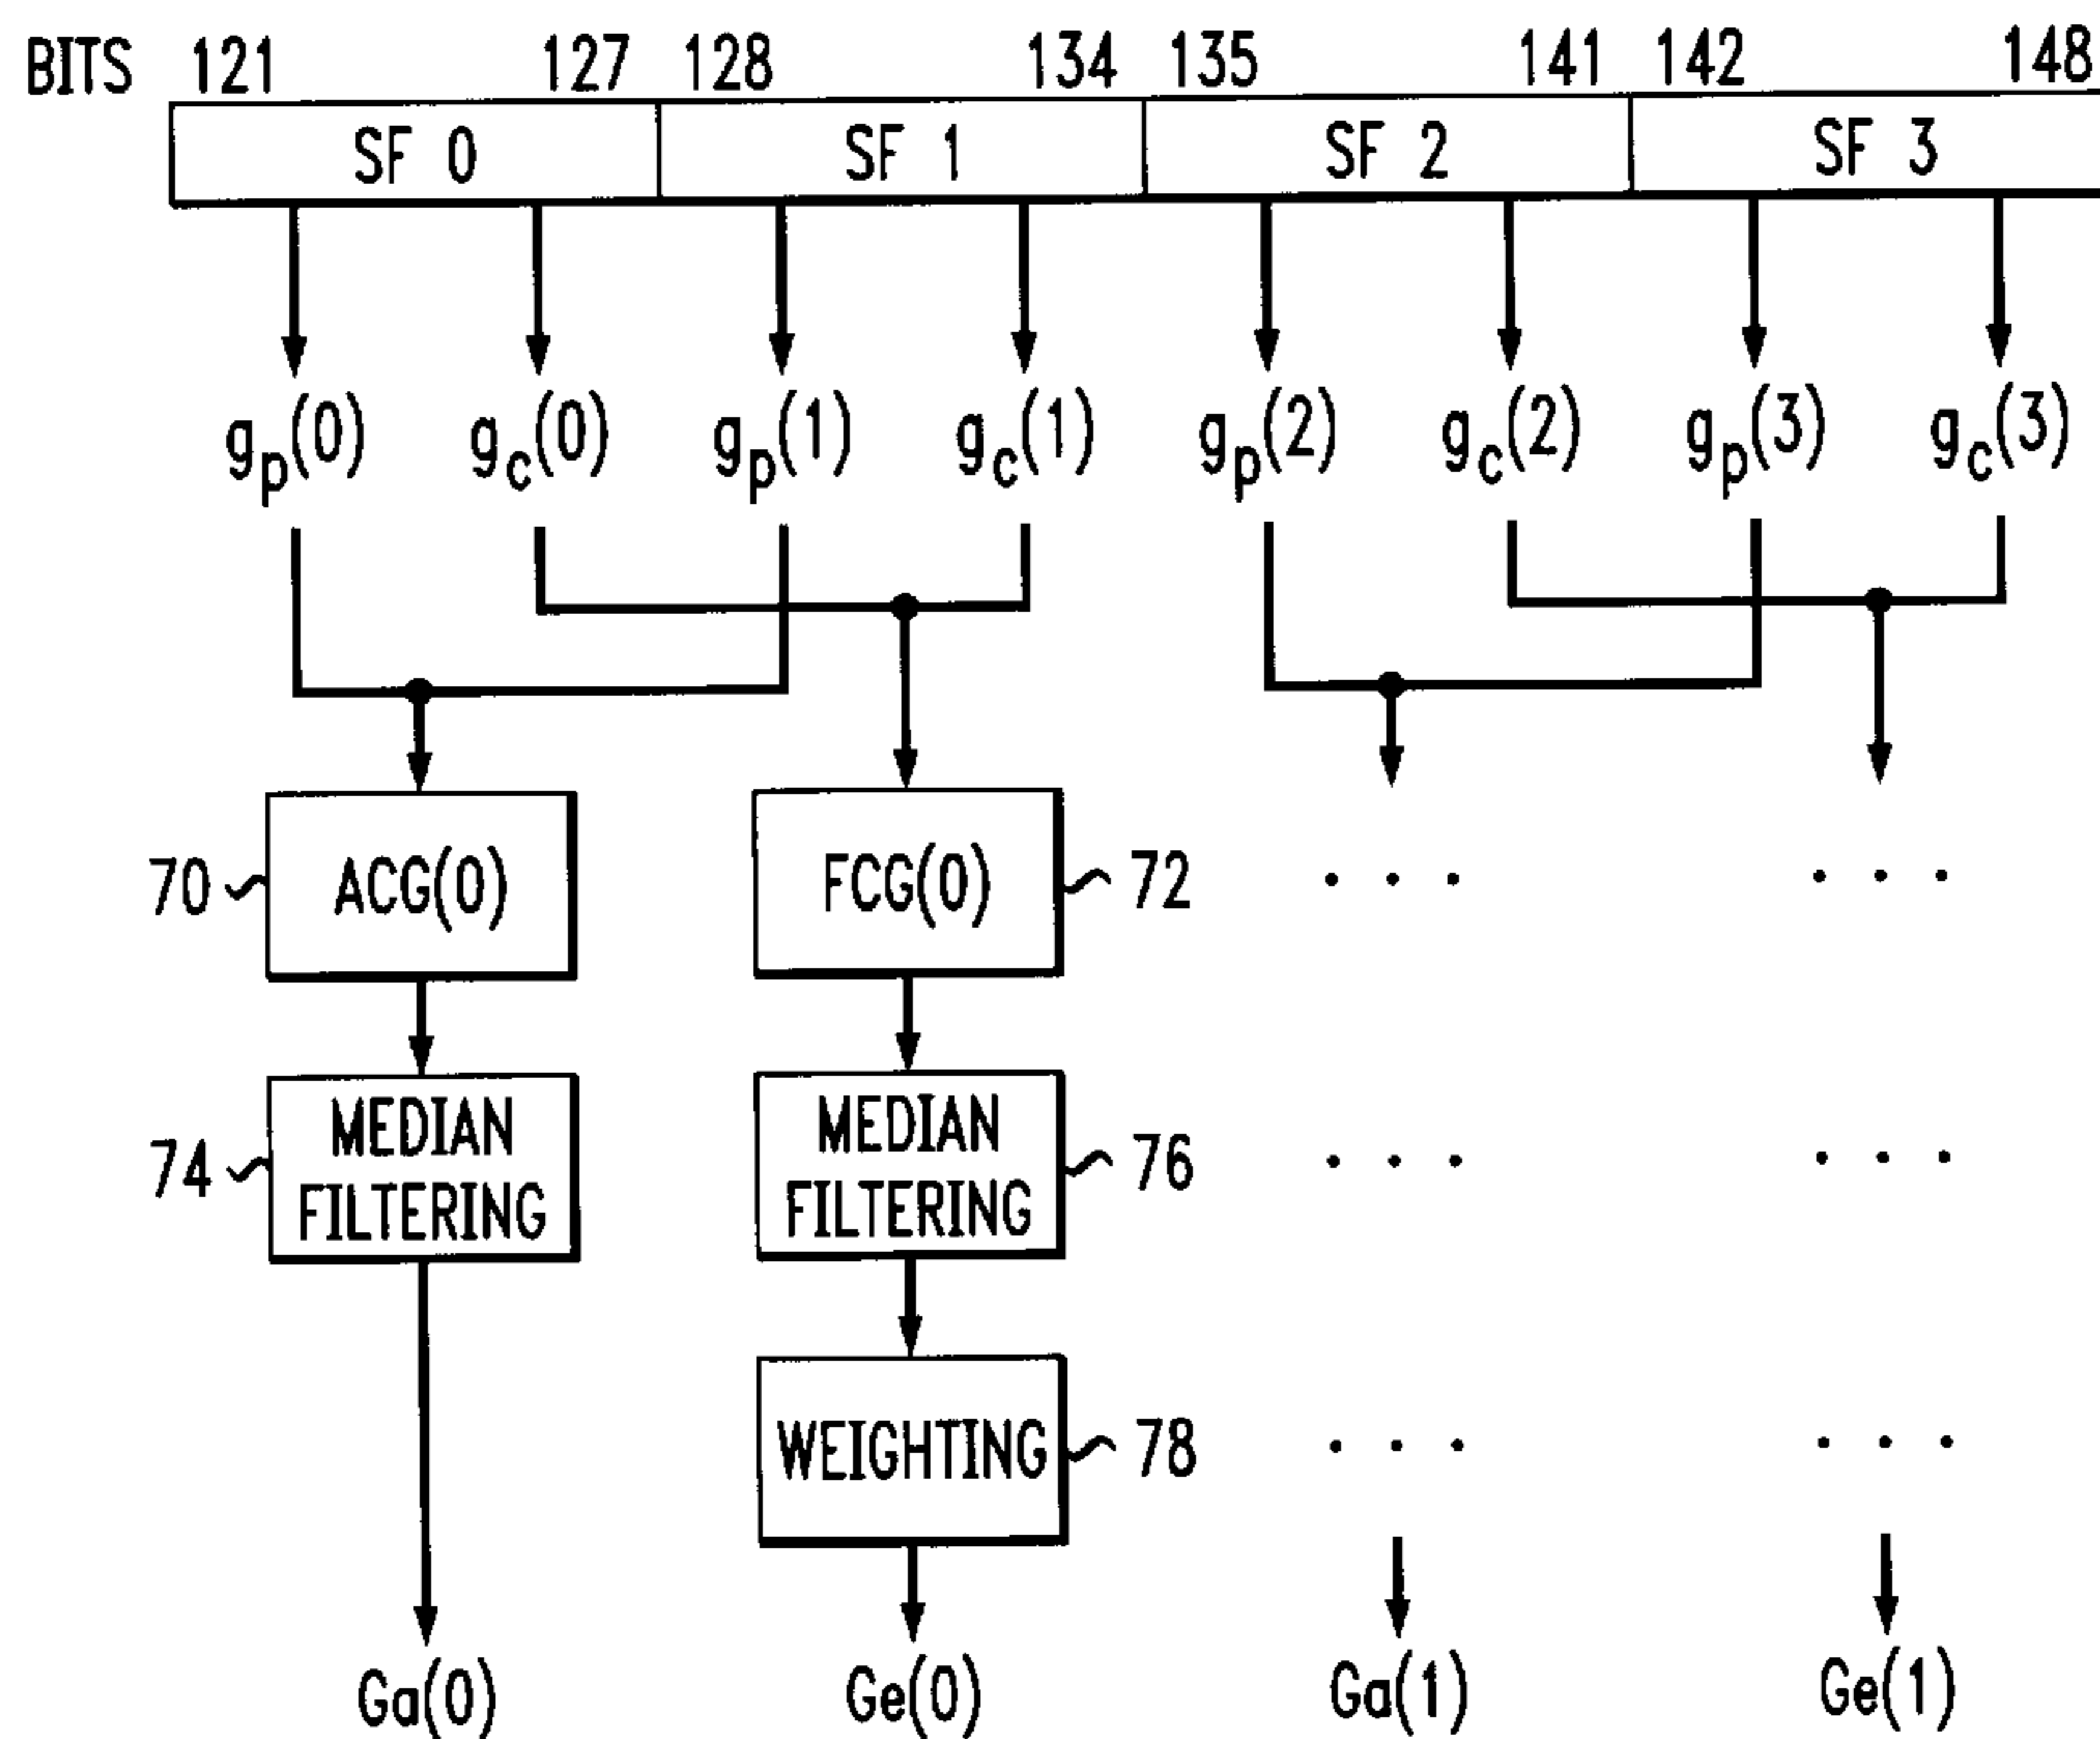 BITS 121 127 128 134 135 141 142 148
SF 0 SF 1 SF 2 SF 3
gp(0) gc(0) gp(1) gc(1) gp(2) gc(2) gp(3) gc(3)
70 ACG(0) FCG(0) 72 . . . . . .
74 MEDIAN FILTERING MEDIAN FILTERING 76 . . . . . .
WEIGHTING 78 . . . . . .
Ga(0) Ge(0) Ga(1) Ge(1)